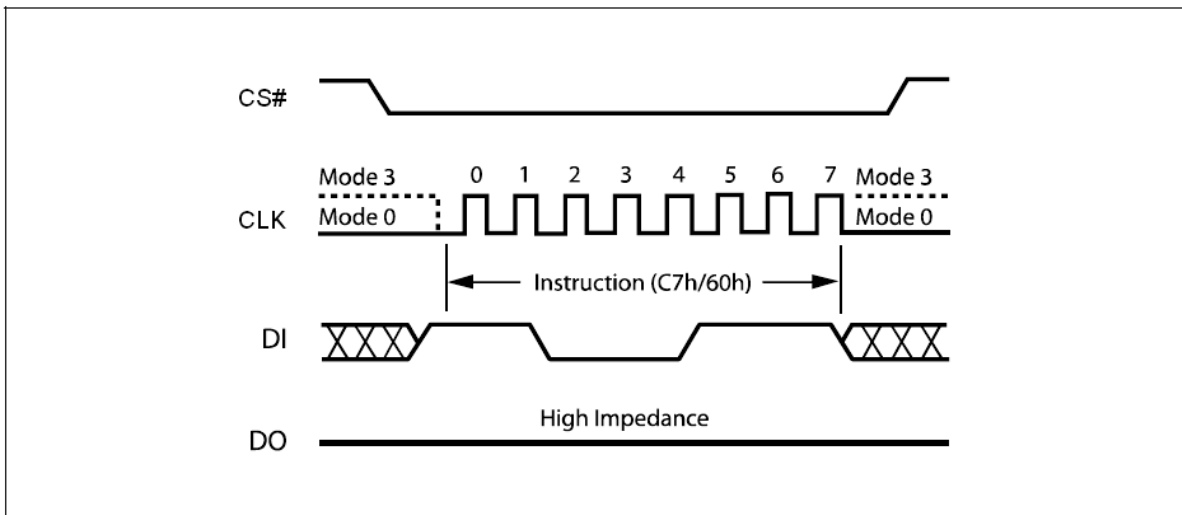 CS#
Mode 3 0 1 2 3 4 5 6 7 Mode 3
CLK Mode 0 Mode 0
Instruction (C7h/60h)
DI
High Impedance
DO